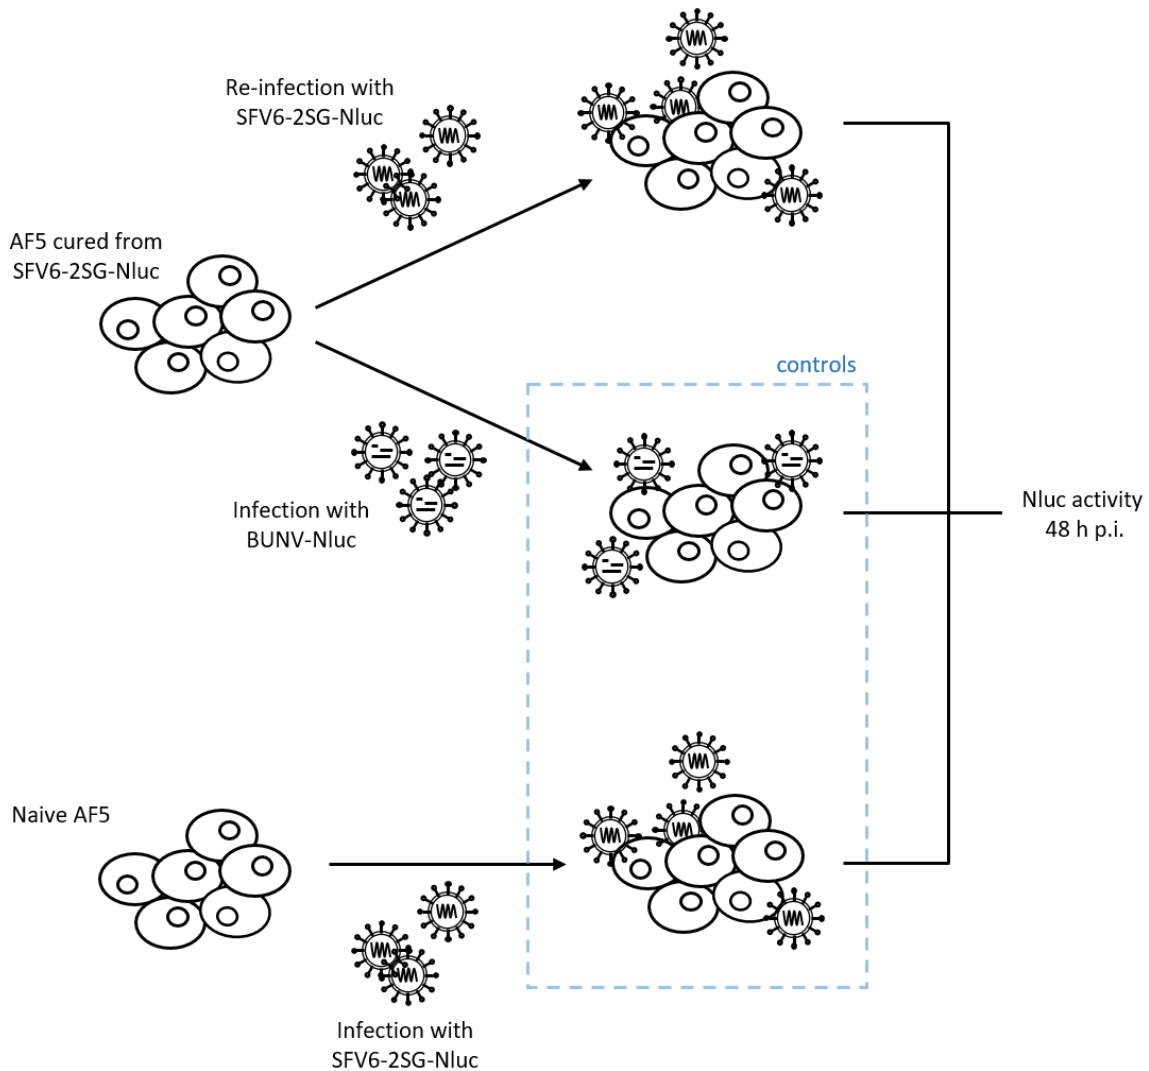 Re-infection with
SFV6-2SG-Nluc
AF5 cured from
SFV6-2SG-Nluc
controls
Infection with
BUNV-Nluc
Nluc activity
48 h p.i.
Naive AF5
Infection with
SFV6-2SG-Nluc